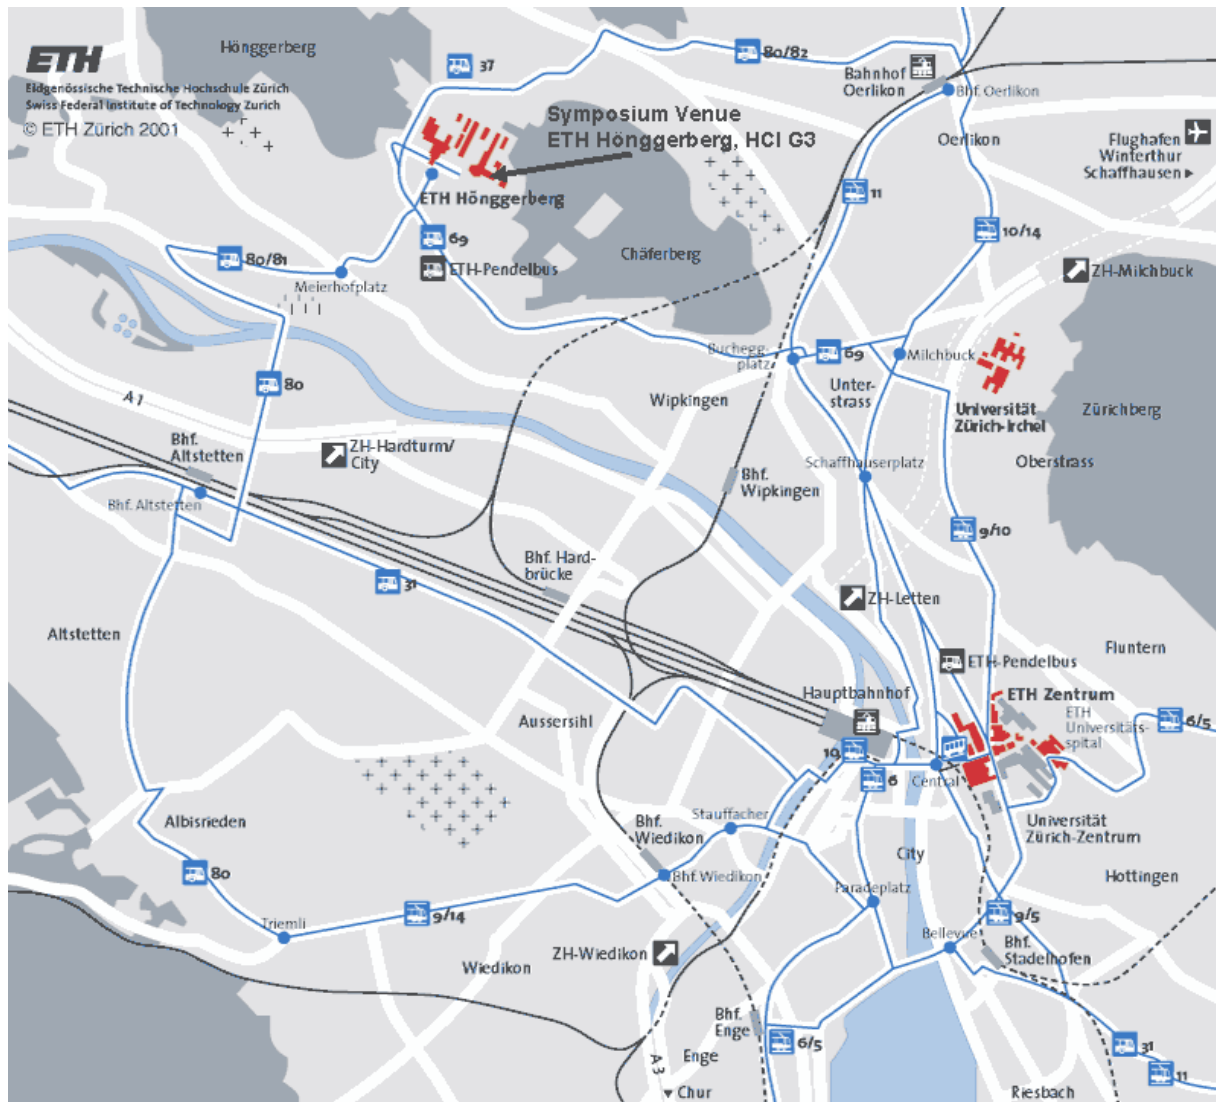 ETH
Eidgenössische Technische Hochschule Zürich
Swiss Federal Institute of Technology Zurich
© ETH Zürich 2001
Hönggerberg
37
80/82
Bahnhof
Oerlikon
Bhf. Oerlikon
Oerlikon
Flughafen
Winterthur
Schaffhausen
Symposium Venue
ETH Hönggerberg, HCI G3
ETH Hönggerberg
11
10/14
69
80/81
ETH-Pendelbus
Meierhofplatz
Chäferberg
ZH-Milchbuck
Buchegg-
platz
69
Milchbuck
Unter-
strass
Universität
Zürich-Irchel
Zürichberg
80
A1
Wipkingen
Bhf.
Altstetten
ZH-Hardturm/
City
Schaffhauserplatz
Oberstrass
Bhf.
Wipkingen
Bhf. Altstetten
9/10
Bhf. Hard-
brücke
31
ZH-Letten
Altstetten
Fluntern
ETH-Pendelbus
Hauptbahnhof
ETH Zentrum
ETH
Universitäts-
spital
6/5
Aussersihl
10
6
Central
Stauffacher
Albisrieden
Bhf.
Wiedikon
Universität
Zürich-Zentrum
City
80
Bhf. Wiedikon
Paradeplatz
Hottingen
9/14
9/5
Triemli
Bellevue
Bhf.
Stadelhofen
ZH-Wiedikon
Wiedikon
Bhf.
Enge
6/5
31
A3
Enge
11
Chur
Riesbach